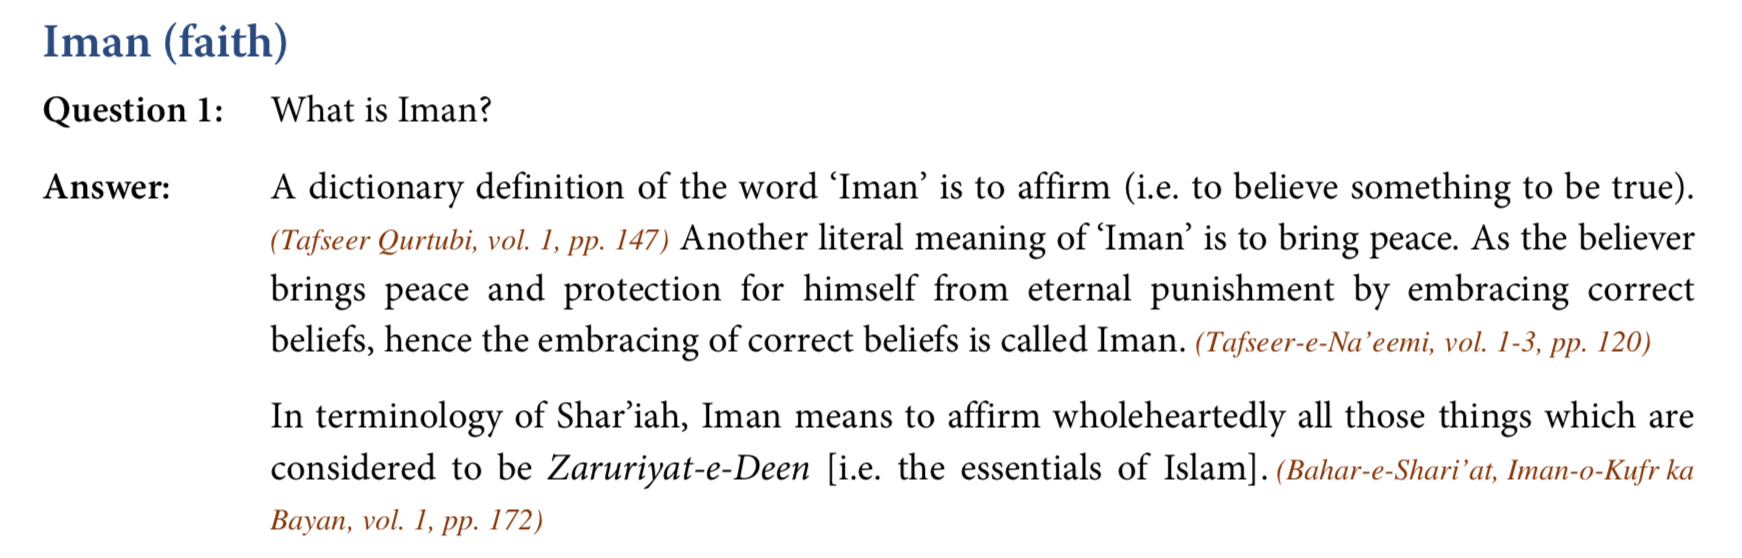 Iman (faith)
Question 1: What is Iman?
Answer: A dictionary definition of the word ‘Iman’ is to affirm (i.e. to believe something to be true).
(Tafseer Qurtubi, vol. 1, pp. 147) Another literal meaning of ‘Iman’ is to bring peace. As the believer
brings peace and protection for himself from eternal punishment by embracing correct
beliefs, hence the embracing of correct beliefs is called Iman. (Tafseer-e-Na’eemi, vol. 1-3, pp. 120)
In terminology of Shar’iah, Iman means to affirm wholeheartedly all those things which are
considered to be Zaruriyat-e-Deen [i.e. the essentials of Islam]. (Bahar-e-Shari’at, Iman-o-Kufr ka
Bayan, vol. 1, pp. 172)